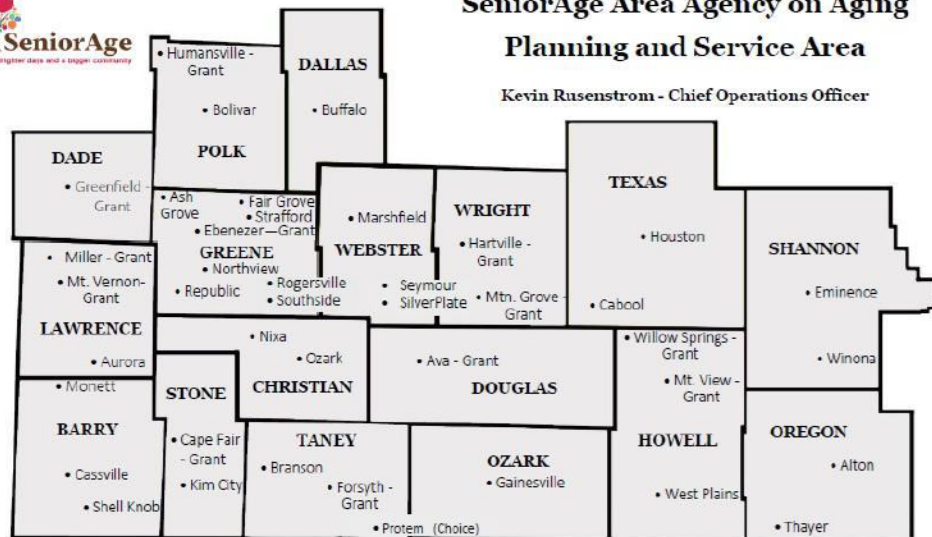 SeniorAge
brighter days and a bigger community
SeniorAge Area Agency on Aging
Planning and Service Area
Kevin Rusenstrom - Chief Operations Officer
• Humansville -
Grant
• Bolivar
POLK
DALLAS
• Buffalo
DADE
• Greenfield -
Grant
• Ash
Grove
• Fair Grove
• Strafford
• Ebenezer—Grant
GREENE
• Northview
• Republic
• Rogersville
• Southside
• Marshfield
WEBSTER
• Seymour
• SilverPlate
WRIGHT
• Hartville -
Grant
• Mtn. Grove -
Grant
TEXAS
• Houston
• Cabool
SHANNON
• Eminence
• Winona
• Miller - Grant
• Mt. Vernon-
Grant
LAWRENCE
• Aurora
• Nixa
• Ozark
CHRISTIAN
• Ava - Grant
DOUGLAS
• Willow Springs -
Grant
• Mt. View -
Grant
HOWELL
• West Plains
• Monett
BARRY
• Cassville
• Shell Knob
STONE
• Cape Fair
- Grant
• Kim City
TANEY
• Branson
• Forsyth -
Grant
• Protem (Choice)
OZARK
• Gainesville
OREGON
• Alton
• Thayer